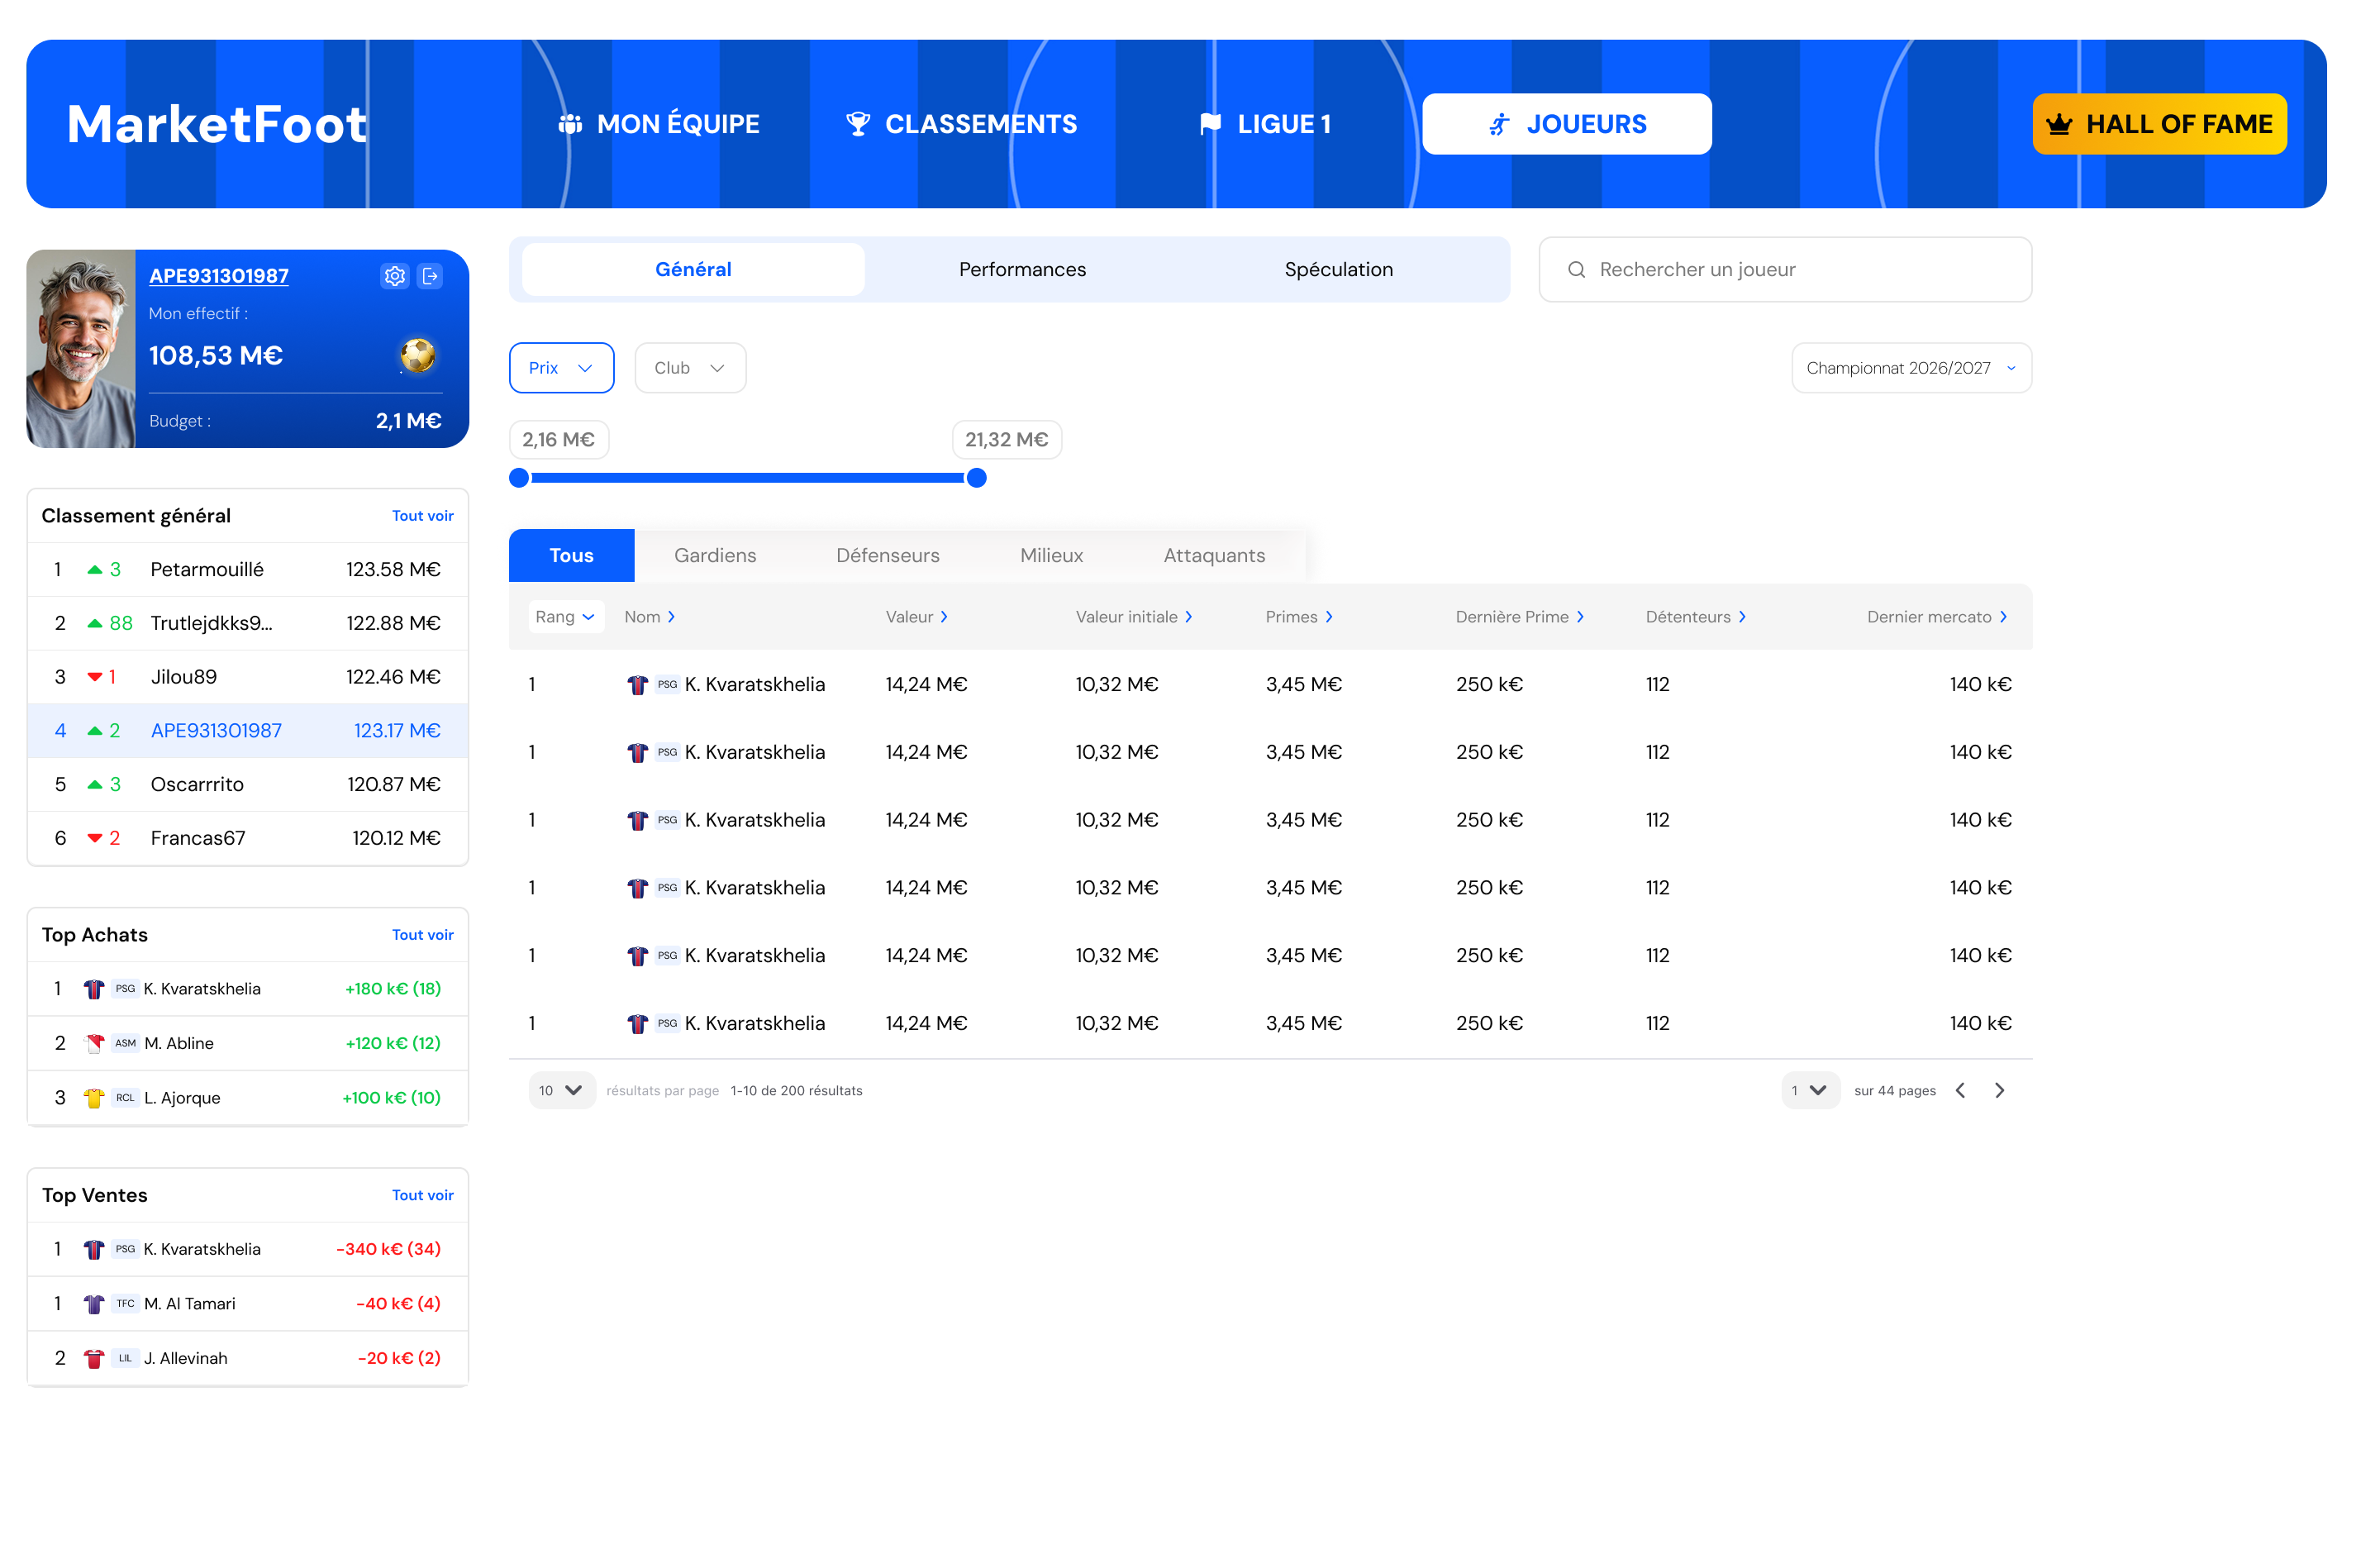 MarketFoot
MON ÉQUIPE
CLASSEMENTS
LIGUE 1
JOUEURS
HALL OF FAME
APE931301987
Mon effectif :
108,53 M€
Budget :
2,1 M€
Classement général
Tout voir
1 3 Petarmouillé 123.58 M€
2 88 Trutlejdkks9... 122.88 M€
3 1 Jilou89 122.46 M€
4 2 APE931301987 123.17 M€
5 3 Oscarrrito 120.87 M€
6 2 Francas67 120.12 M€
Top Achats
Tout voir
1 PSG K. Kvaratskhelia +180 k€ (18)
2 ASM M. Abline +120 k€ (12)
3 RCL L. Ajorque +100 k€ (10)
Top Ventes
Tout voir
1 PSG K. Kvaratskhelia -340 k€ (34)
1 TFC M. Al Tamari -40 k€ (4)
2 LIL J. Allevinah -20 k€ (2)
Général
Performances
Spéculation
Rechercher un joueur
Prix
Club
Championnat 2026/2027
2,16 M€
21,32 M€
Tous
Gardiens
Défenseurs
Milieux
Attaquants
Rang Nom Valeur Valeur initiale Primes Dernière Prime Détenteurs Dernier mercato
1 PSG K. Kvaratskhelia 14,24 M€ 10,32 M€ 3,45 M€ 250 k€ 112 140 k€
1 PSG K. Kvaratskhelia 14,24 M€ 10,32 M€ 3,45 M€ 250 k€ 112 140 k€
1 PSG K. Kvaratskhelia 14,24 M€ 10,32 M€ 3,45 M€ 250 k€ 112 140 k€
1 PSG K. Kvaratskhelia 14,24 M€ 10,32 M€ 3,45 M€ 250 k€ 112 140 k€
1 PSG K. Kvaratskhelia 14,24 M€ 10,32 M€ 3,45 M€ 250 k€ 112 140 k€
1 PSG K. Kvaratskhelia 14,24 M€ 10,32 M€ 3,45 M€ 250 k€ 112 140 k€
10 résultats par page 1-10 de 200 résultats
1 sur 44 pages